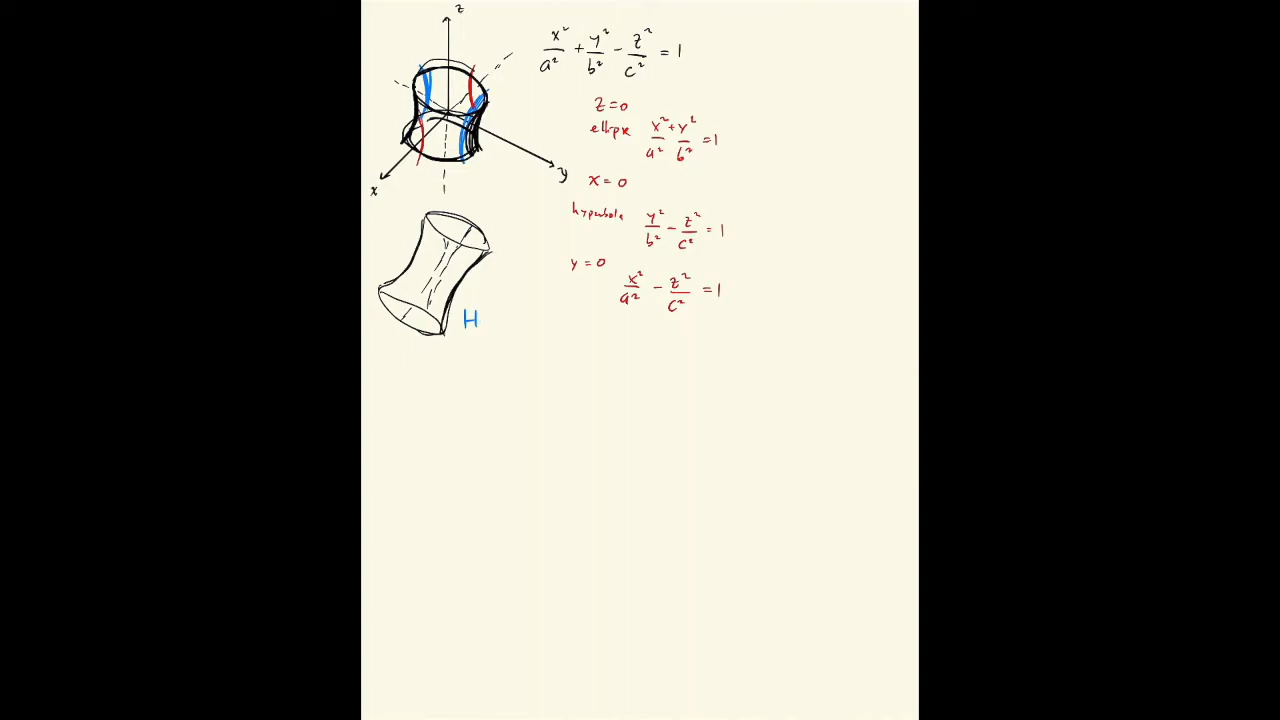 z
x²/a² + y²/b² − z²/c² = 1
z = 0
ellipse x²/a² + y²/b² = 1
x = 0
y
x
hyperbola y²/b² − z²/c² = 1
y = 0
x²/a² − z²/c² = 1
H